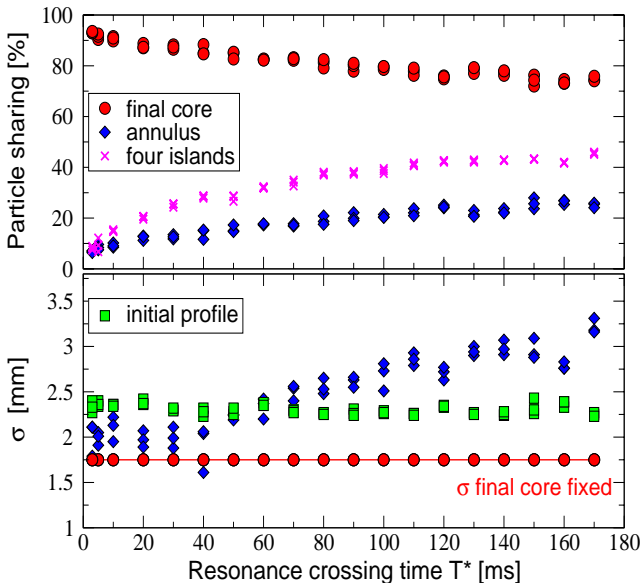 100
80
60
40
20
0
Particle sharing [%]
final core
annulus
four islands
3.5
3
2.5
2
1.5
1
σ [mm]
initial profile
σ final core fixed
0 20 40 60 80 100 120 140 160 180
Resonance crossing time T* [ms]